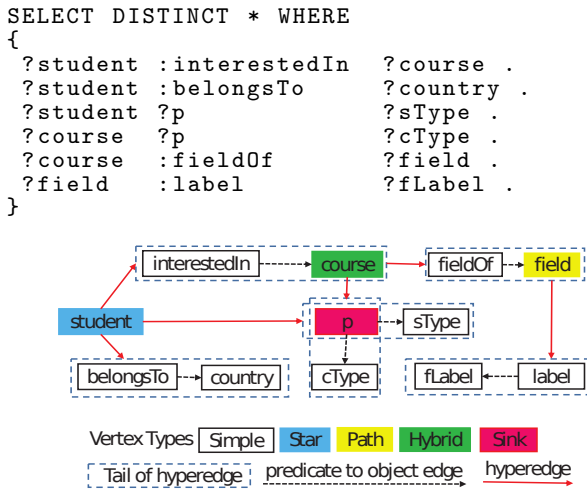 SELECT DISTINCT * WHERE
{
?student :interestedIn ?course .
?student :belongsTo ?country .
?student ?p ?sType .
?course ?p ?cType .
?course :fieldOf ?field .
?field :label ?fLabel .
}
interestedIn course fieldOf field
student p sType
belongsTo country cType fLabel label
Vertex Types Simple Star Path Hybrid Sink
Tail of hyperedge predicate to object edge hyperedge